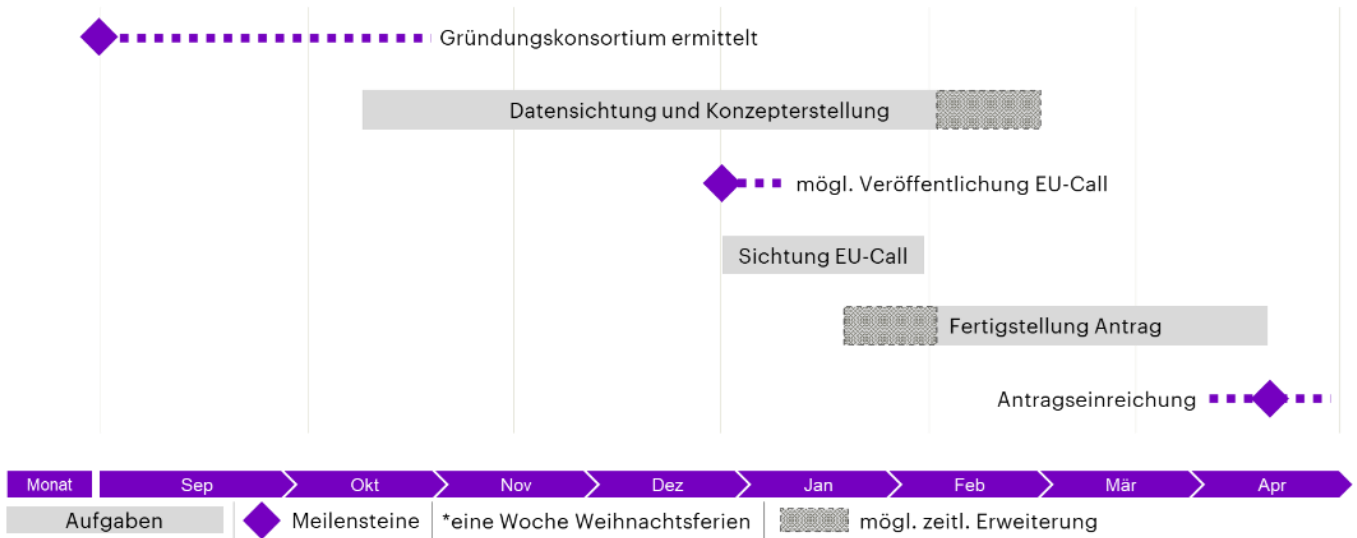 Gründungskonsortium ermittelt
Datensichtung und Konzepterstellung
mögl. Veröffentlichung EU-Call
Sichtung EU-Call
Fertigstellung Antrag
Antragseinreichung
Monat Sep Okt Nov Dez Jan Feb Mär Apr
Aufgaben Meilensteine *eine Woche Weihnachtsferien mögl. zeitl. Erweiterung